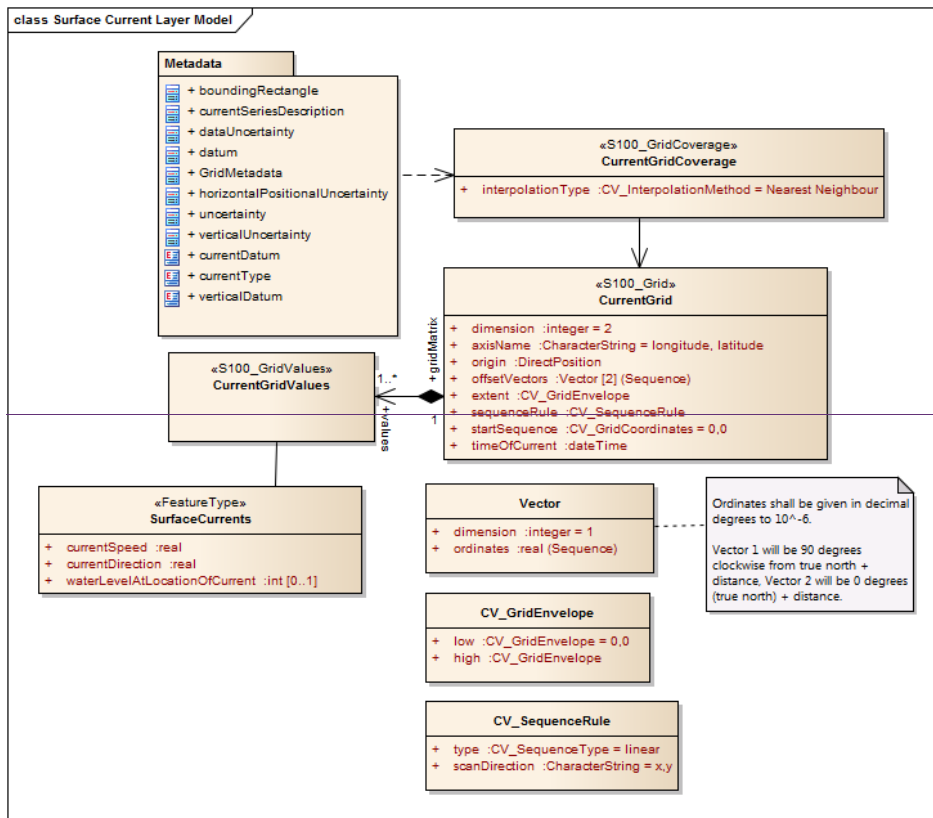 class Surface Current Layer Model
Metadata
+ boundingRectangle
+ currentSeriesDescription
+ dataUncertainty
+ datum
+ GridMetadata
+ horizontalPositionalUncertainty
+ uncertainty
+ verticalUncertainty
+ currentDatum
+ currentType
+ verticalDatum
«S100_GridCoverage»
CurrentGridCoverage
+ interpolationType :CV_InterpolationMethod = Nearest Neighbour
«S100_Grid»
CurrentGrid
+ dimension :integer = 2
+ axisName :CharacterString = longitude, latitude
+ origin :DirectPosition
+ offsetVectors :Vector [2] (Sequence)
+ extent :CV_GridEnvelope
+ sequenceRule :CV_SequenceRule
+ startSequence :CV_GridCoordinates = 0,0
+ timeOfCurrent :dateTime
+gridMatrix
1
1..*
+values
«S100_GridValues»
CurrentGridValues
«FeatureType»
SurfaceCurrents
+ currentSpeed :real
+ currentDirection :real
+ waterLevelAtLocationOfCurrent :int [0..1]
Vector
+ dimension :integer = 1
+ ordinates :real (Sequence)
Ordinates shall be given in decimal
degrees to 10^-6.
Vector 1 will be 90 degrees
clockwise from true north +
distance, Vector 2 will be 0 degrees
(true north) + distance.
CV_GridEnvelope
+ low :CV_GridEnvelope = 0,0
+ high :CV_GridEnvelope
CV_SequenceRule
+ type :CV_SequenceType = linear
+ scanDirection :CharacterString = x,y